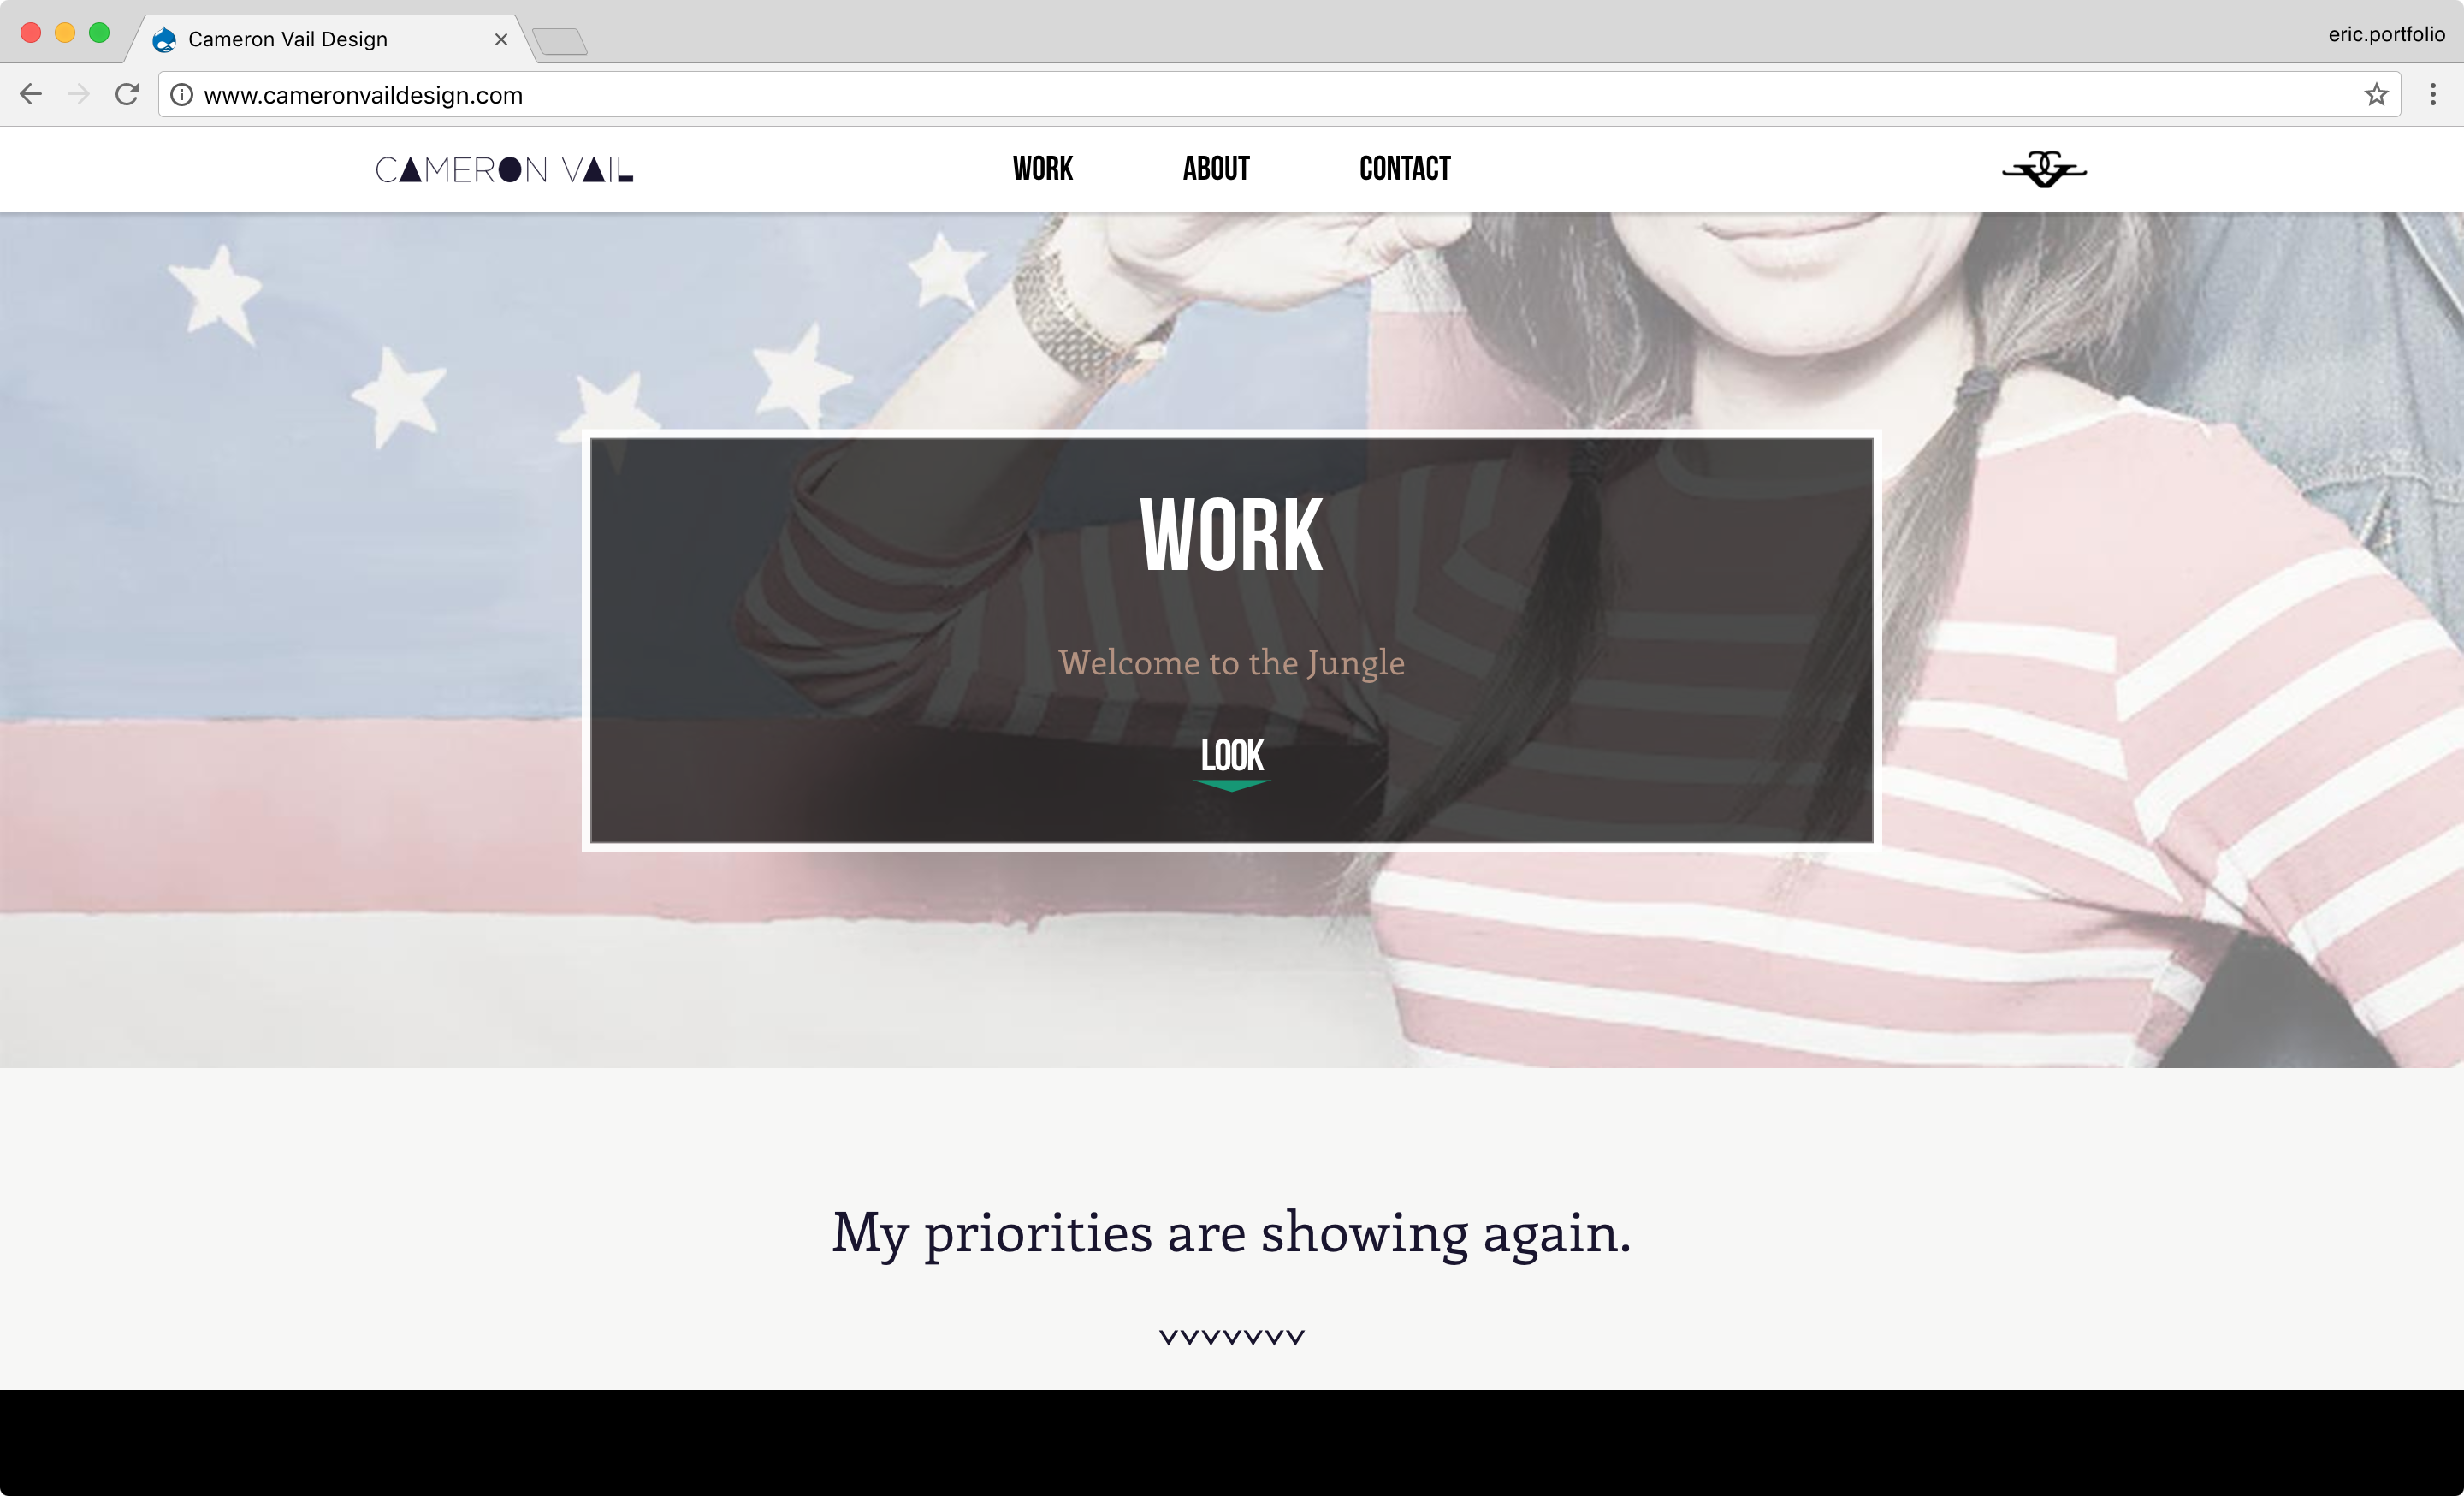 Cameron Vail Design
eric.portfolio
www.cameronvaildesign.com
CAMERON VAIL
WORK
ABOUT
CONTACT
WORK
Welcome to the Jungle
LOOK
My priorities are showing again.